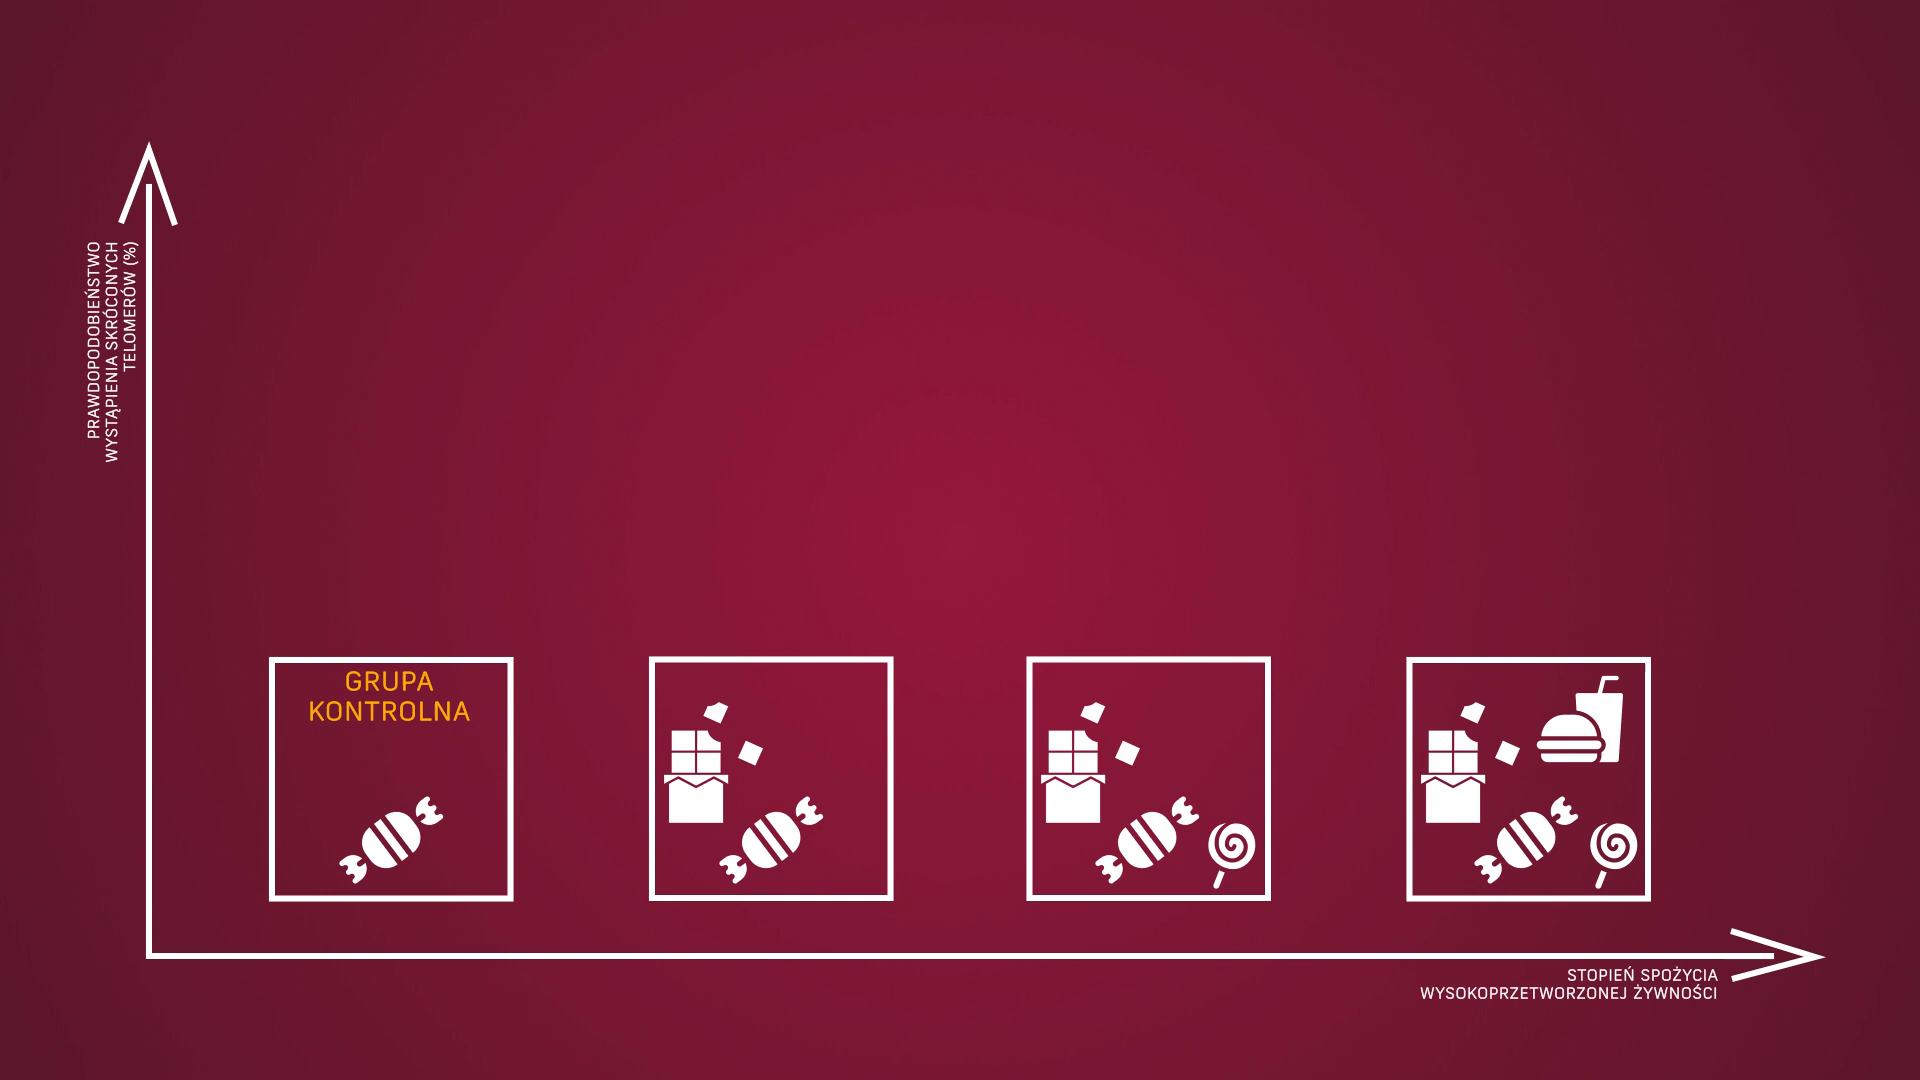 PRAWDOPODOBIEŃSTWO
WYSTĄPIENIA SKRÓCONYCH
TELOMERÓW (%)
GRUPA
KONTROLNA
STOPIEŃ SPOŻYCIA
WYSOKOPRZETWORZONEJ ŻYWNOŚCI